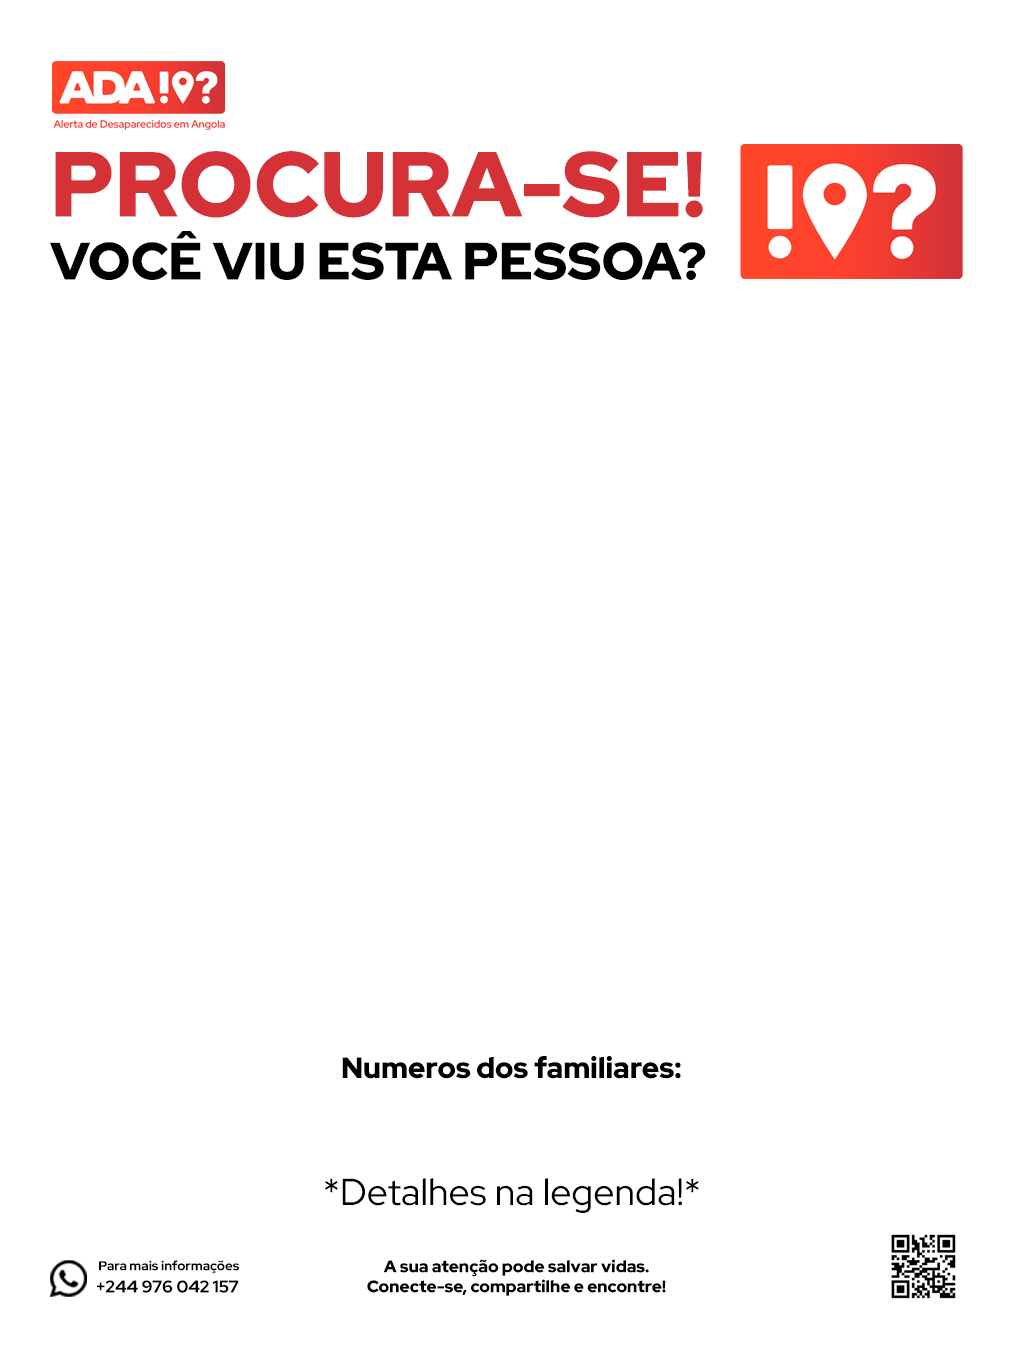 ADA!?
Alerta de Desaparecidos em Angola
PROCURA-SE!
VOCÊ VIU ESTA PESSOA?
!?
Numeros dos familiares:
*Detalhes na legenda!*
Para mais informações
+244 976 042 157
A sua atenção pode salvar vidas.
Conecte-se, compartilhe e encontre!